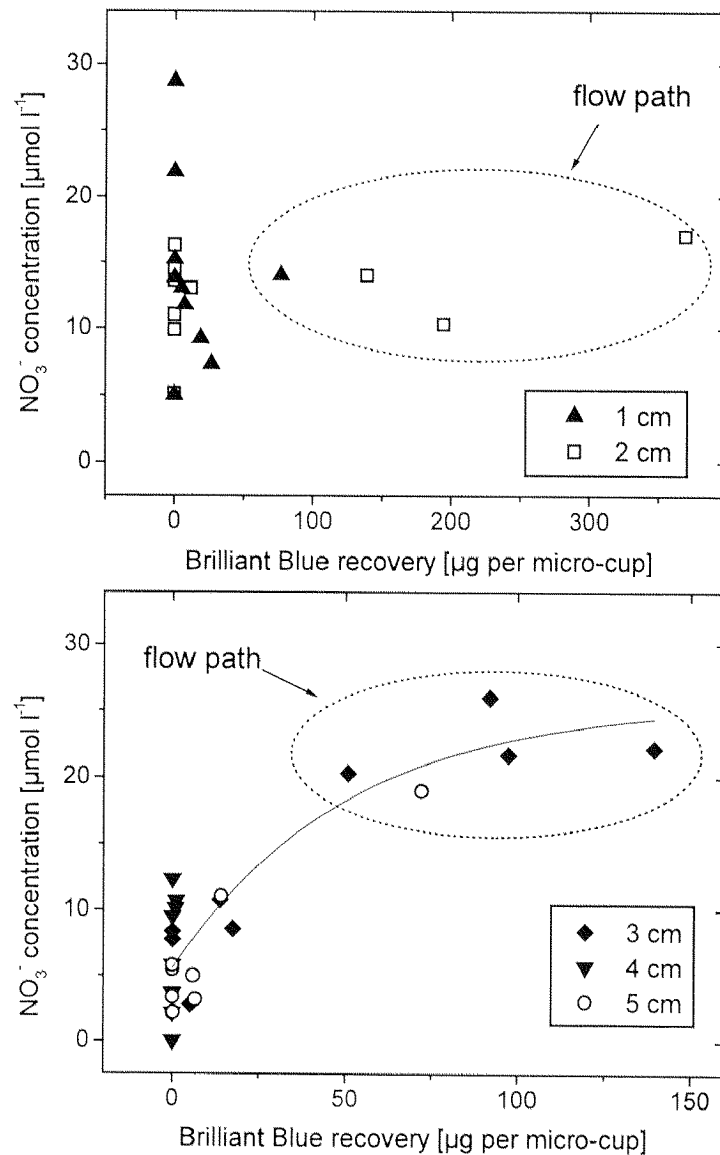 30
20
10
0
NO₃⁻ concentration [µmol l⁻¹]
flow path
1 cm
2 cm
0 100 200 300
Brilliant Blue recovery [µg per micro-cup]
30
20
10
0
NO₃⁻ concentration [µmol l⁻¹]
flow path
3 cm
4 cm
5 cm
0 50 100 150
Brilliant Blue recovery [µg per micro-cup]